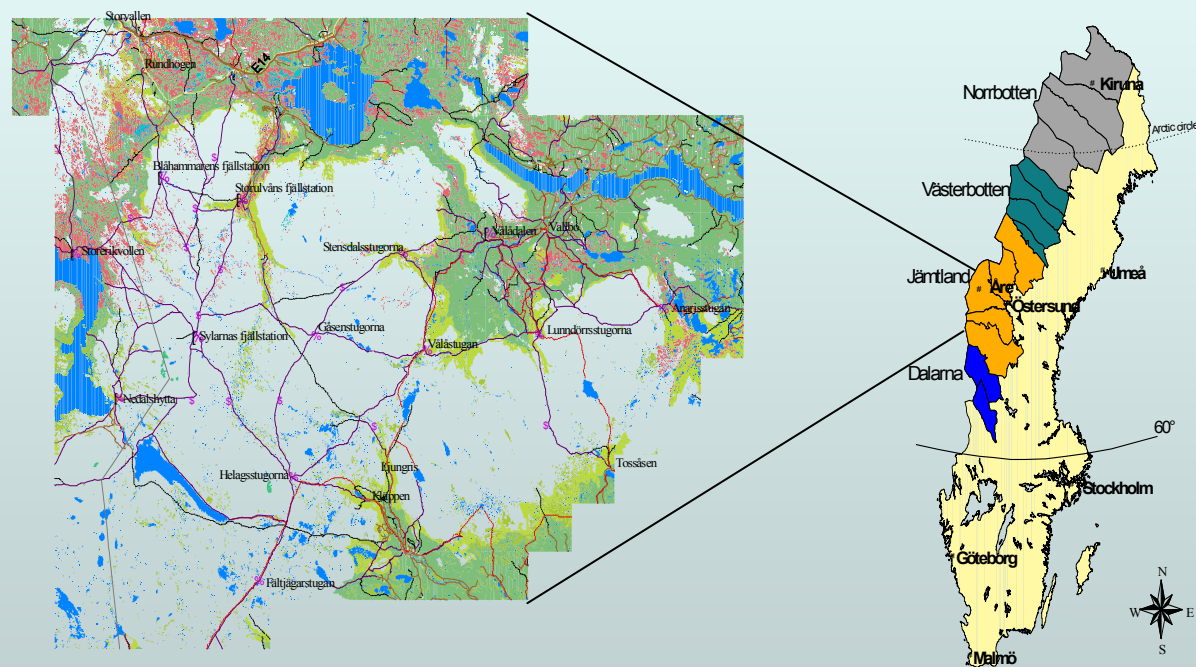 Storvallen
Rundhögen
E14
Blåhammarens fjällstation
Storulvåns fjällstation
Storerikvollen
Stensdalsstugorna
Vålådalen
Vallbo
Anarisstugan
Sylarnas fjällstation
Gåsenstugorna
Lunndörrsstugorna
Vålåstugan
Nedalshytta
Helagsstugorna
Ljungris
Kläppen
Tossåsen
Fältjägarstugan
Norrbotten
Kiruna
Arctic circle
Västerbotten
Umeå
Jämtland
Åre
Östersund
Dalarna
60°
Stockholm
Göteborg
Malmö
N
W
E
S